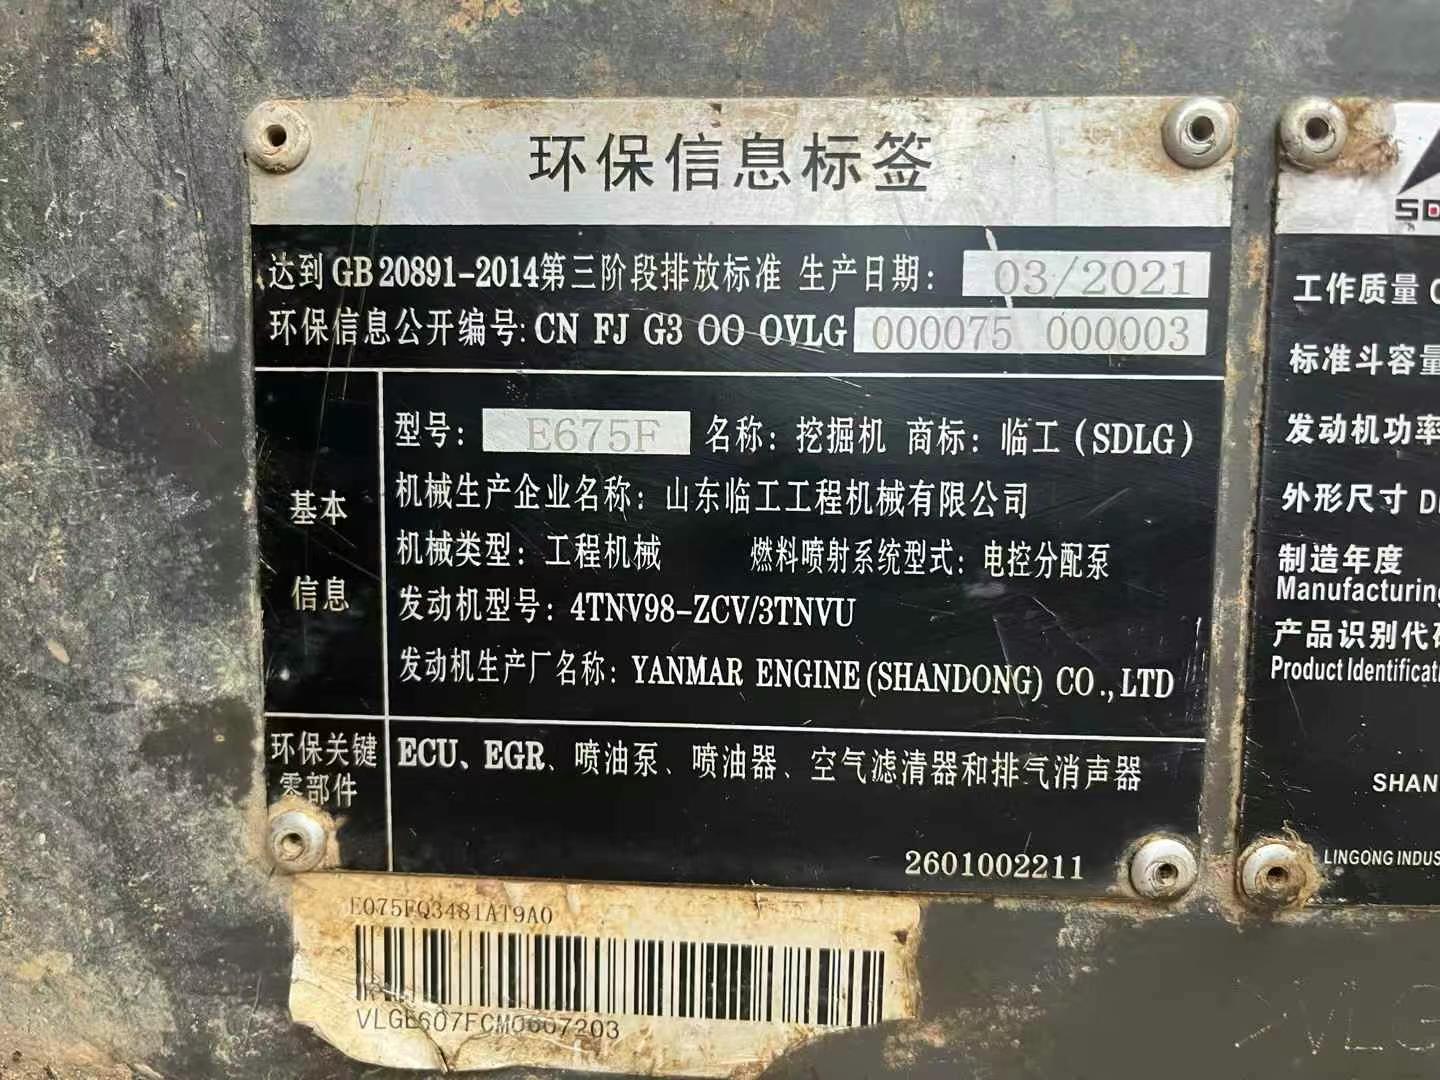 环保信息标签
达到GB 20891-2014第三阶段排放标准 生产日期: 03/2021
环保信息公开编号: CN FJ G3 OO OVLG 000075 000003
基本信息
型号: E675F 名称: 挖掘机 商标: 临工(SDLG)
机械生产企业名称: 山东临工工程机械有限公司
机械类型: 工程机械 燃料喷射系统型式: 电控分配泵
发动机型号: 4TNV98-ZCV/3TNVU
发动机生产厂名称: YANMAR ENGINE(SHANDONG) CO.,LTD
环保关键零部件
ECU、EGR、喷油泵、喷油器、空气滤清器和排气消声器
2601002211
E075FQ3481AT9A0
VLGE607FCM0607203
SD
工作质量
标准斗容量
发动机功率
外形尺寸
制造年度
Manufacturing
产品识别代码
Product Identificat
SHAN
LINGONG INDUS
VLG